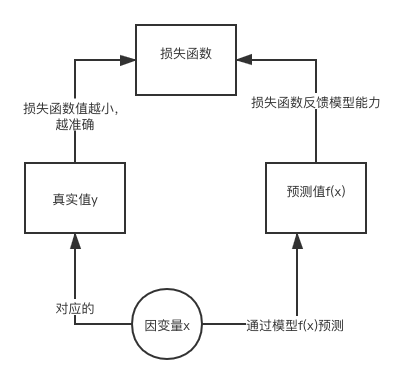 损失函数
损失函数值越小，
越准确
损失函数反馈模型能力
真实值y
预测值f(x)
对应的
因变量x
通过模型f(x)预测